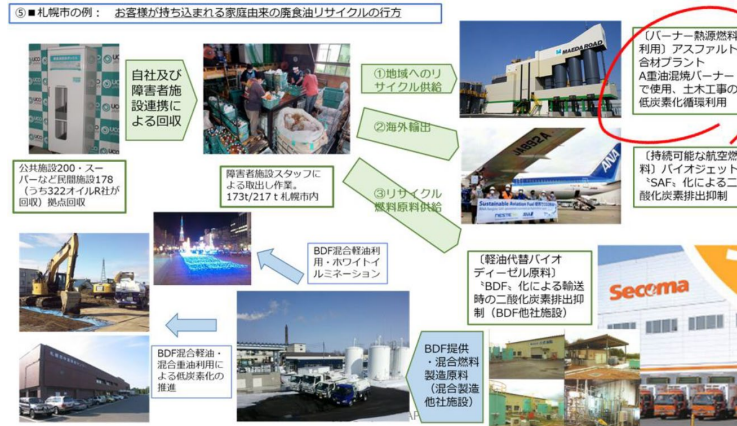 ⑤■札幌市の例： お客様が持ち込まれる家庭由来の廃食油リサイクルの行方
自社及び
障害者施
設連携に
よる回収
①地域へのリ
サイクル供給
②海外輸出
③リサイクル
燃料原料供給
MAEDA ROAD
〔バーナー熱源燃料
利用〕アスファルト
合材プラント
A重油混焼バーナー
で使用、土木工事の
低炭素化循環利用
公共施設200・スー
パーなど民間施設178
（うち322オイルR社が
回収）拠点回収
障害者施設スタッフに
よる取出し作業。
173t/217ｔ札幌市内
JA892A
ANA
Sustainable Aviation Fuel
NESTE
〔持続可能な航空燃
料〕バイオジェット
〝SAF〟化による二
酸化炭素排出抑制
BDF混合軽油利
用・ホワイトイ
ルミネーション
〔軽油代替バイオ
ディーゼル原料〕
〝BDF〟化による輸送
時の二酸化炭素排出抑
制（BDF他社施設）
Secoma
BDF混合軽油・
混合重油利用に
よる低炭素化の
推進
BDF提供
・混合燃料
製造原料
（混合製造
他社施設）